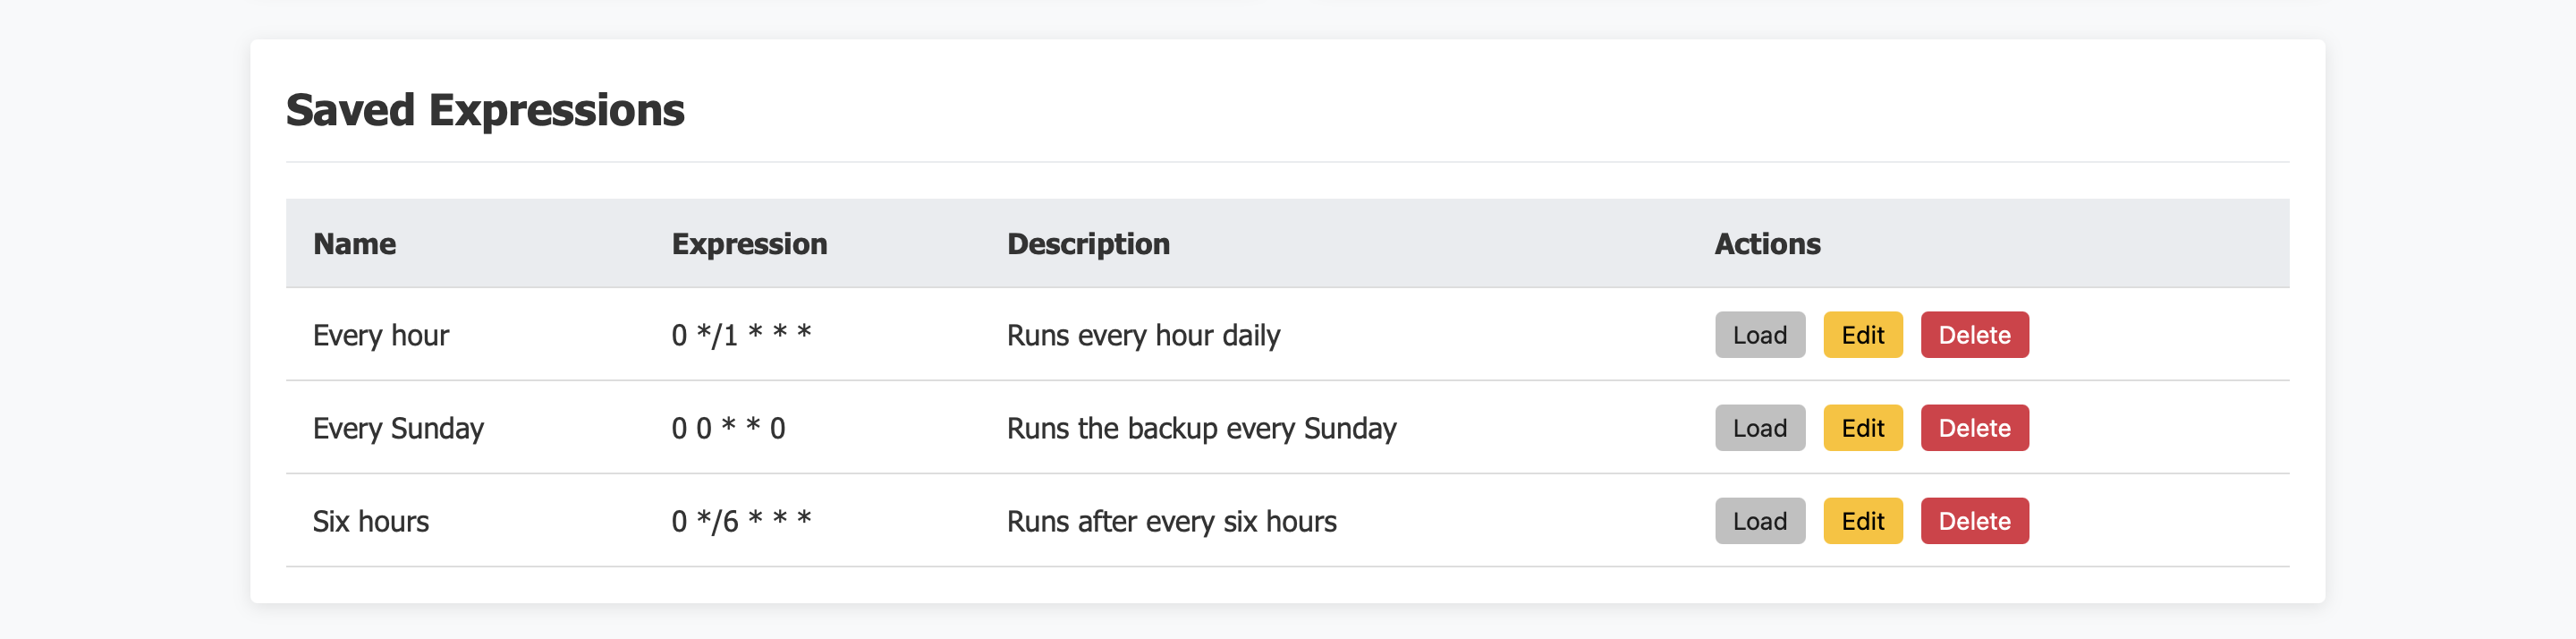 Saved Expressions
Name Expression Description Actions
Every hour 0 */1 * * * Runs every hour daily Load Edit Delete
Every Sunday 0 0 * * 0 Runs the backup every Sunday Load Edit Delete
Six hours 0 */6 * * * Runs after every six hours Load Edit Delete